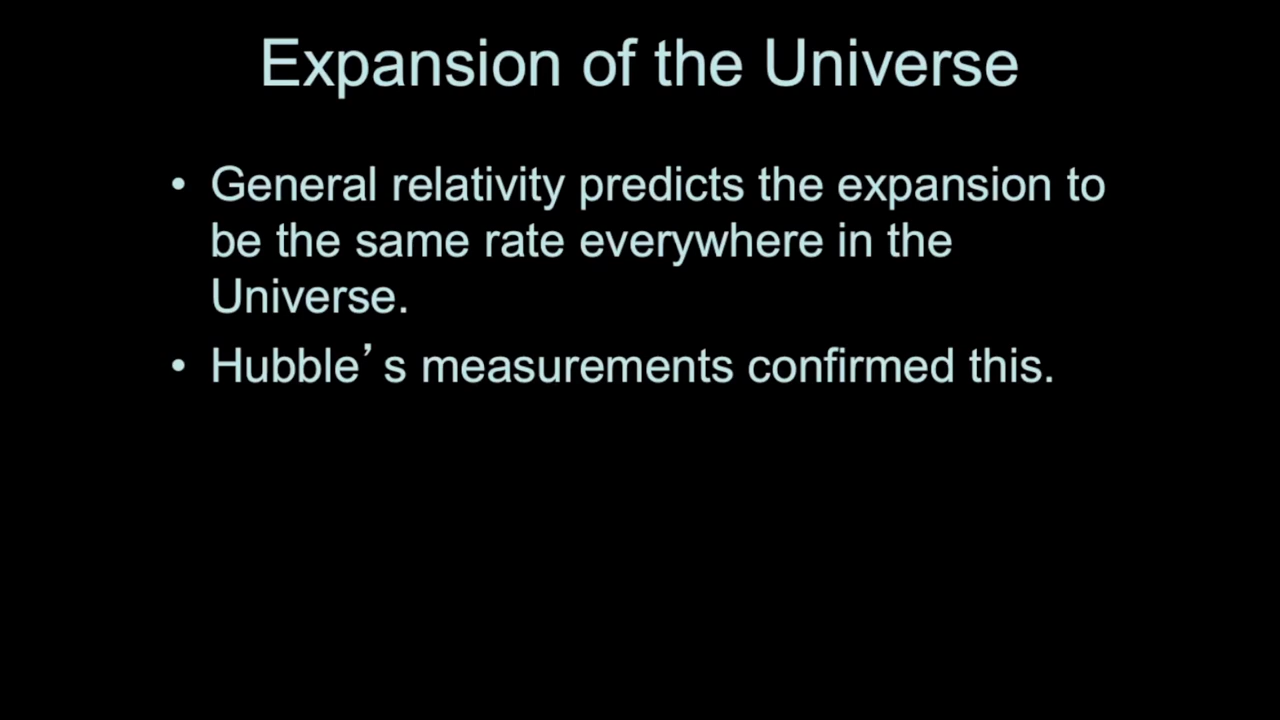 Expansion of the Universe
• General relativity predicts the expansion to
be the same rate everywhere in the
Universe.
• Hubble’s measurements confirmed this.